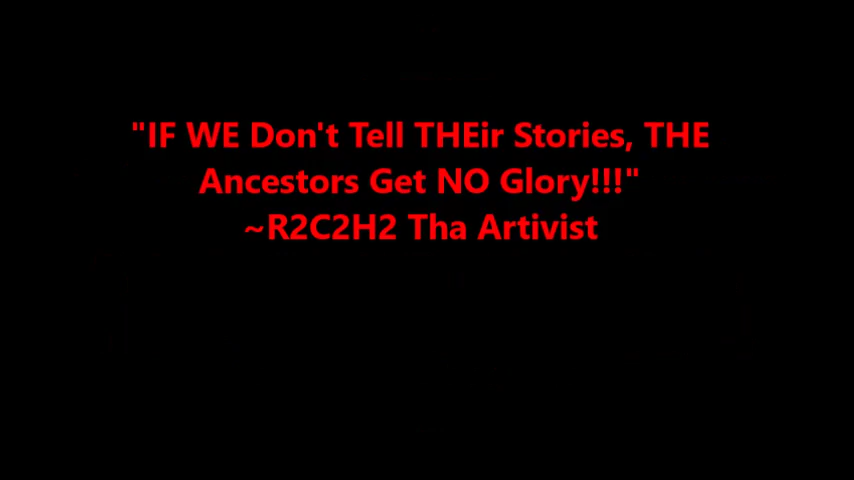 "IF WE Don't Tell THEir Stories, THE
Ancestors Get NO Glory!!!"
~R2C2H2 Tha Artivist